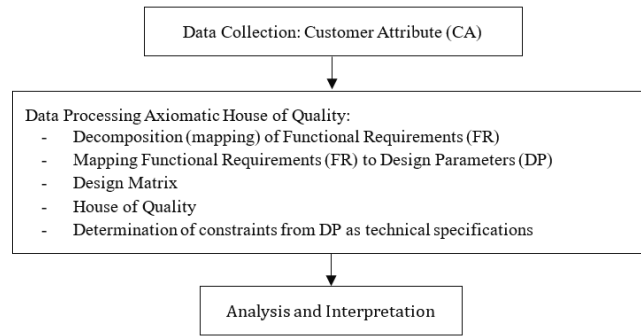 Data Collection: Customer Attribute (CA)
Data Processing Axiomatic House of Quality:
- Decomposition (mapping) of Functional Requirements (FR)
- Mapping Functional Requirements (FR) to Design Parameters (DP)
- Design Matrix
- House of Quality
- Determination of constraints from DP as technical specifications
Analysis and Interpretation